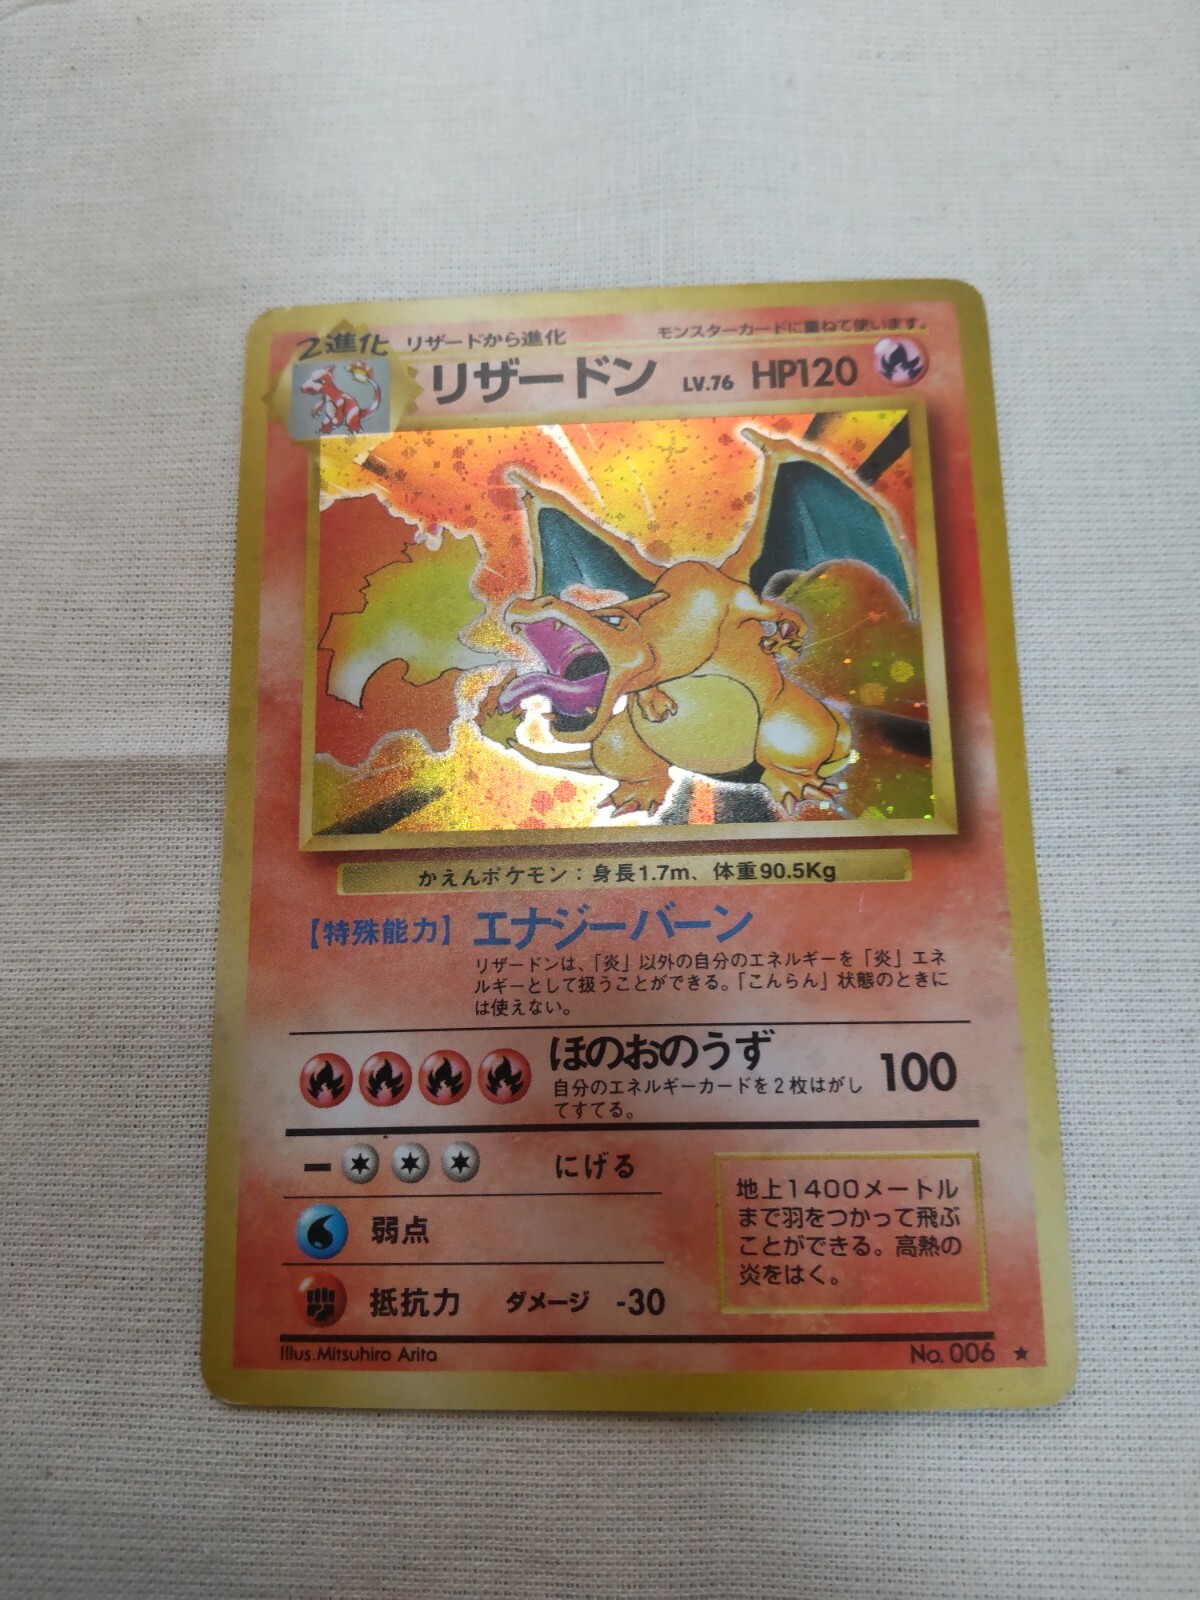 2進化 リザードから進化 モンスターカードに重ねて使います。
リザードン LV.76 HP120
かえんポケモン：身長1.7m、体重90.5Kg
【特殊能力】エナジーバーン
リザードンは、「炎」以外の自分のエネルギーを「炎」エネ
ルギーとして扱うことができる。「こんらん」状態のときに
は使えない。
ほのおのうず 100
自分のエネルギーカードを2枚はがし
てすてる。
ー にげる
弱点
抵抗力 ダメージ -30
地上1400メートル
まで羽をつかって飛ぶ
ことができる。高熱の
炎をはく。
Illus.Mitsuhiro Arita No. 006 ★